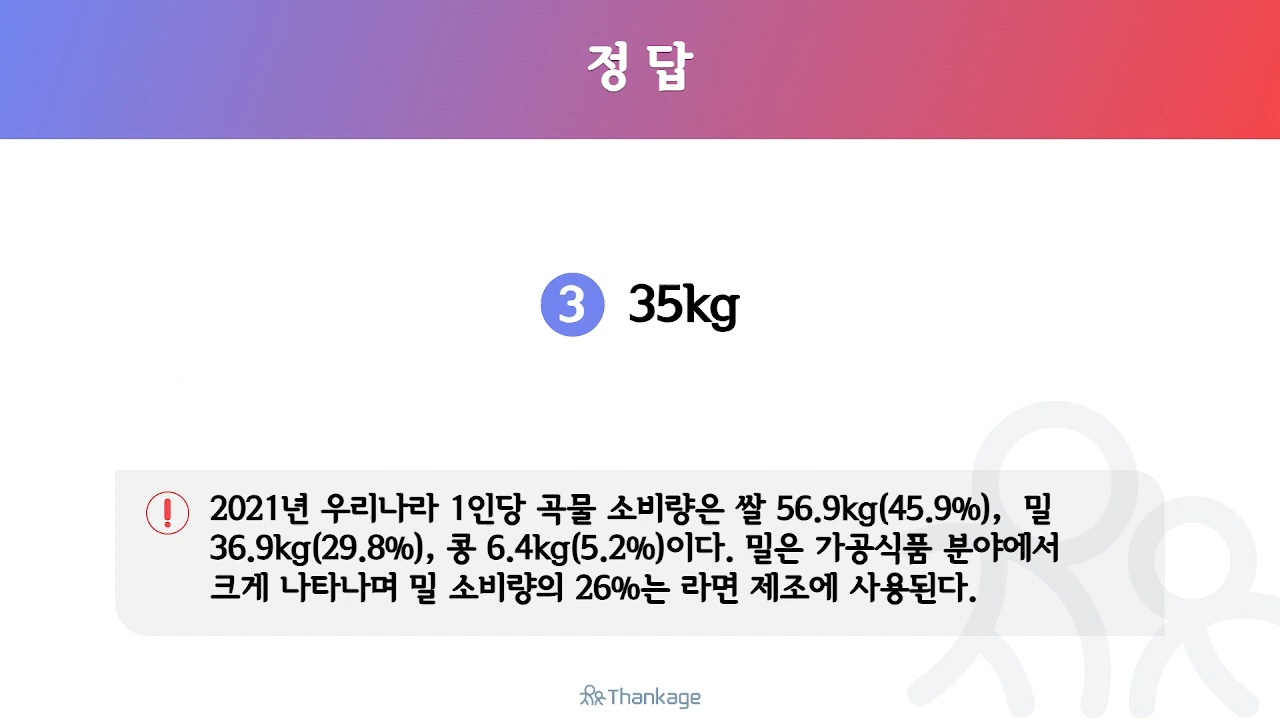 정답
3 35kg
2021년 우리나라 1인당 곡물 소비량은 쌀 56.9kg(45.9%), 밀
36.9kg(29.8%), 콩 6.4kg(5.2%)이다. 밀은 가공식품 분야에서
크게 나타나며 밀 소비량의 26%는 라면 제조에 사용된다.
Thankage